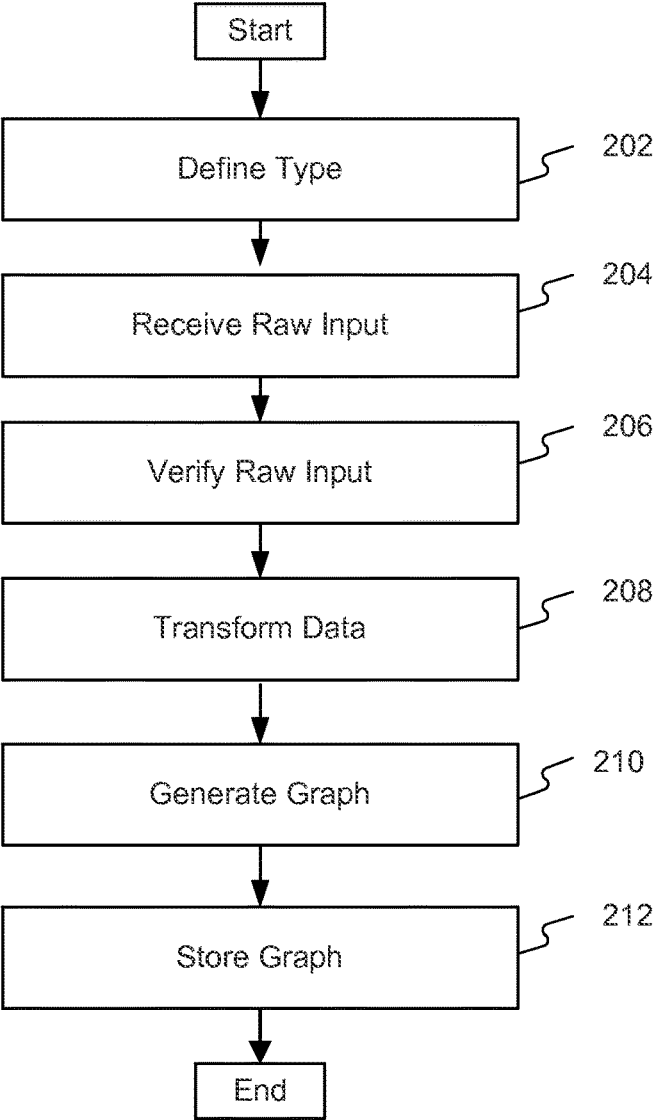 Start
Define Type
202
Receive Raw Input
204
Verify Raw Input
206
Transform Data
208
Generate Graph
210
Store Graph
212
End